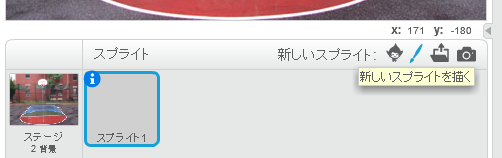 x: 171 y: -180
スプライト 新しいスプライト:
新しいスプライトを描く
スプライト1
ステージ
2 背景